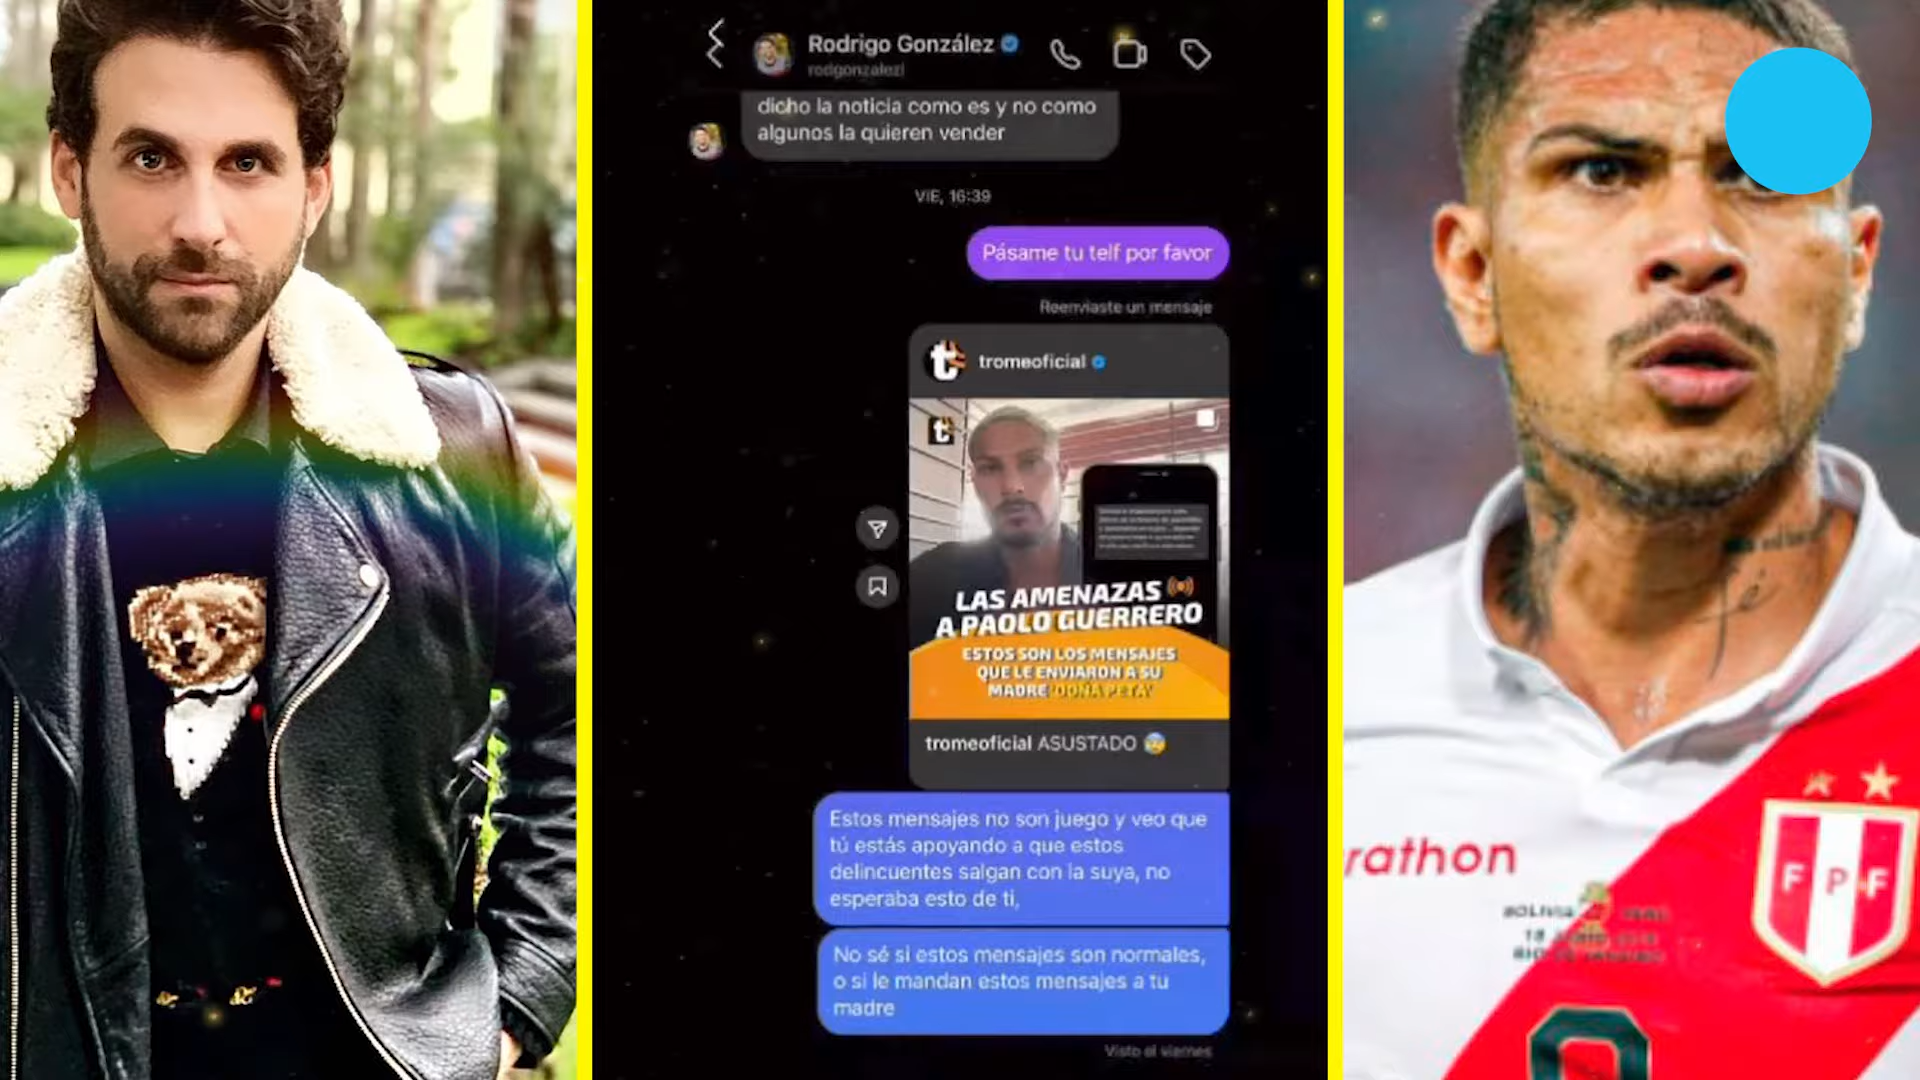 Rodrigo González
rodgonzalezl
dicho la noticia como es y no como
algunos la quieren vender
VIE, 16:39
Pásame tu telf por favor
Reenviaste un mensaje
t
tromeoficial
t
LAS AMENAZAS
A PAOLO GUERRERO
ESTOS SON LOS MENSAJES
QUE LE ENVIARON A SU
MADRE 'DOÑA PETA'
tromeoficial ASUSTADO
Estos mensajes no son juego y veo que
tú estás apoyando a que estos
delincuentes salgan con la suya, no
esperaba esto de ti,
No sé si estos mensajes son normales,
o si le mandan estos mensajes a tu
madre
Visto el viernes
rathon
FPF
BOLIVIA